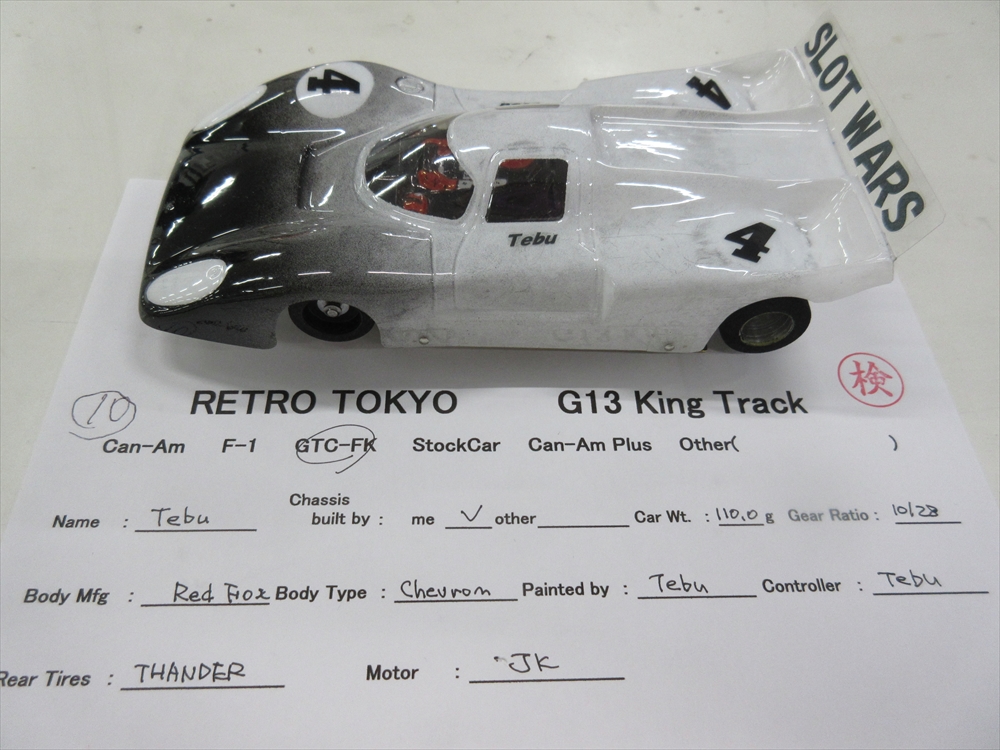 SLOT WARS
4
4
Tebu
4
検
10 RETRO TOKYO G13 King Track
Can-Am F-1 GTC-FK StockCar Can-Am Plus Other( )
Name : Tebu Chassis built by : me ✓ other Car Wt. : 110.0 g Gear Ratio : 10/28
Body Mfg : Red Fox Body Type : Chevron Painted by : Tebu Controller : Tebu
Rear Tires : THANDER Motor : JK